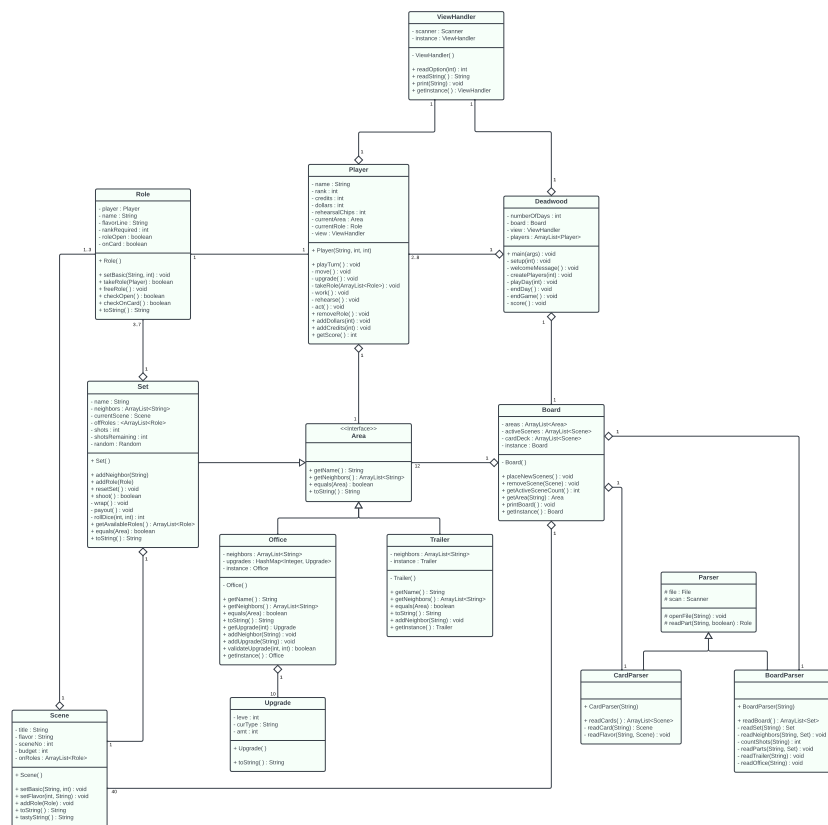 ViewHandler
- scanner : Scanner
- instance : ViewHandler
- ViewHandler( )
+ readOption(int) : int
+ readString( ) : String
+ print(String) : void
+ getInstance( ) : ViewHandler
1
1
1
1
Player
- name : String
- rank : int
- credits : int
- dollars : int
- rehearsalChips : int
- currentArea : Area
- currentRole : Role
- view : ViewHandler
+ Player(String, int, int)
+ playTurn( ) : void
- move( ) : void
- upgrade( ) : void
- takeRole(ArrayList<Role>) : void
- work( ) : void
- rehearse( ) : void
- act( ) : void
+ removeRole( ) : void
+ addDollars(int) : void
+ addCredits(int) : void
+ getScore( ) : int
Role
- player : Player
- name : String
- flavorLine : String
- rankRequired : int
- roleOpen : boolean
- onCard : boolean
+ Role( )
+ setBasic(String, int) : void
+ takeRole(Player) : boolean
+ freeRole( ) : void
+ checkOpen( ) : boolean
+ checkOnCard( ) : boolean
+ toString( ) : String
Deadwood
- numberOfDays : int
- board : Board
- view : ViewHandler
- players : ArrayList<Player>
+ main(args) : void
- setup(int) : void
- welcomeMessage( ) : void
- createPlayers(int) : void
- playDay(int) : void
- endDay( ) : void
- endGame( ) : void
- score( ) : void
1..3
1
1
2..8
1
3..7
1
1
1
1
1
Set
- name : String
- neighbors : ArrayList<String>
- currentScene : Scene
- offRoles : <ArrayList<Role>
- shots : int
- shotsRemaining : int
- random : Random
+ Set( )
+ addNeighbor(String)
+ addRole(Role)
+ resetSet( ) : void
+ shoot( ) : boolean
- wrap( ) : void
- payout( ) : void
- rollDice(int, int) : int
+ getAvailableRoles( ) : ArrayList<Role>
+ equals(Area) : boolean
+ toString( ) : String
<<interface>>
Area
+ getName( ) : String
+ getNeighbors( ) : ArrayList<String>
+ equals(Area) : boolean
+ toString( ) : String
Board
- areas : ArrayList<Area>
- activeScenes : ArrayList<Scene>
- cardDeck : ArrayList<Scene>
- instance : Board
- Board( )
+ placeNewScenes( ) : void
+ removeScene(Scene) : void
+ getActiveSceneCount( ) : int
+ getArea(String) : Area
+ printBoard( ) : void
+ getInstance( ) : Board
12
1
1
1
1
1
Office
- neighbors : ArrayList<String>
- upgrades : HashMap<Integer, Upgrade>
- instance : Office
- Office( )
+ getName( ) : String
+ getNeighbors( ) : ArrayList<String>
+ equals(Area) : boolean
+ toString( ) : String
+ getUpgrade(int) : Upgrade
+ addNeighbor(String) : void
+ addUpgrade(String) : void
+ validateUpgrade(int, int) : boolean
+ getInstance( ) : Office
Trailer
- neighbors : ArrayList<String>
- instance : Trailer
- Trailer( )
+ getName( ) : String
+ getNeighbors( ) : ArrayList<String>
+ equals(Area) : boolean
+ toString( ) : String
+ addNeighbor(String) : void
+ getInstance( ) : Trailer
Parser
# file : File
# scan : Scanner
# openFile(String) : void
# readPart(String, boolean) : Role
1
10
Upgrade
- leve : int
- curType : String
- amt : int
+ Upgrade( )
+ toString( ) : String
1
1
CardParser
+ CardParser(String)
+ readCards( ) : ArrayList<Scene>
- readCard(String) : Scene
- readFlavor(String, Scene) : void
BoardParser
+ BoardParser(String)
+ readBoard( ) : ArrayList<Set>
- readSet(String) : Set
- readNeighbors(String, Set) : void
- countShots(String) : int
- readParts(String, Set) : void
- readTrailer(String) : void
- readOffice(String) : void
1
Scene
- title : String
- flavor : String
- sceneNo : int
- budget : int
- onRoles : ArrayList<Role>
+ Scene( )
+ setBasic(String, int) : void
+ setFlavor(int, String) : void
+ addRole(Role) : void
+ toString( ) : String
+ tastyString( ) : String
1
40